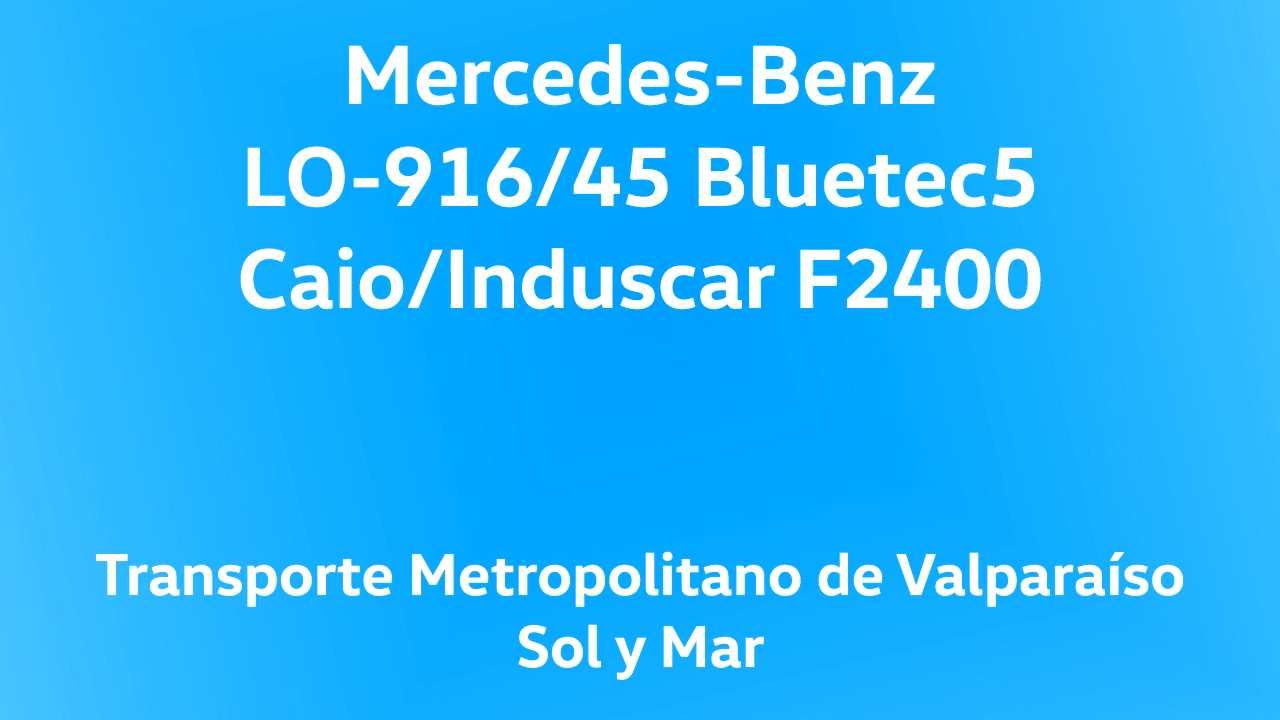 Mercedes-Benz
LO-916/45 Bluetec5
Caio/Induscar F2400
Transporte Metropolitano de Valparaíso
Sol y Mar